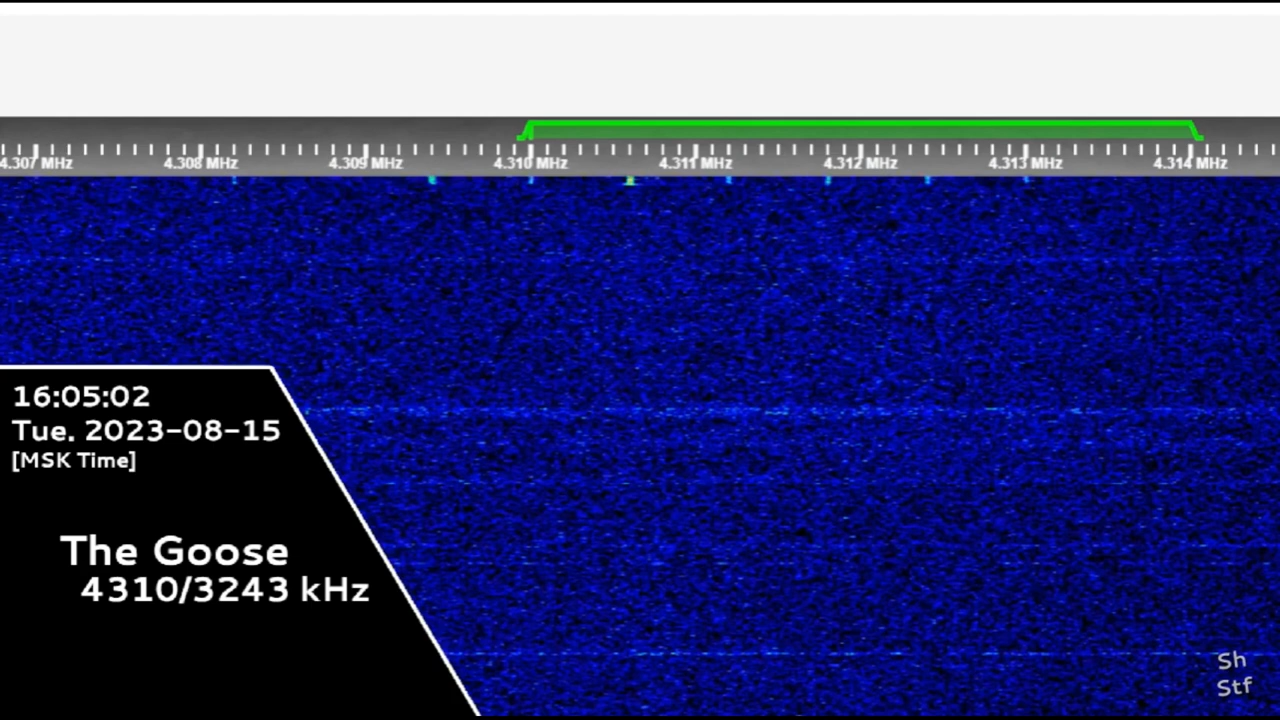 4.307 MHz 4.308 MHz 4.309 MHz 4.310 MHz 4.311 MHz 4.312 MHz 4.313 MHz 4.314 MHz
16:05:02
Tue. 2023-08-15
[MSK Time]
The Goose
4310/3243 kHz
Sh
Stf